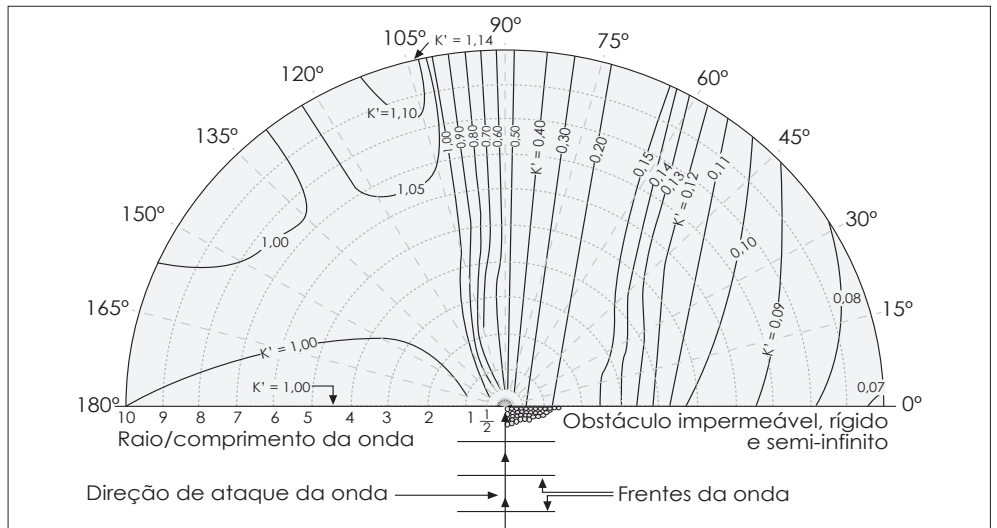 90º
105º
K' = 1,14
75º
120º
60º
K'=1,10
135º
45º
1,00
0,90
0,80
0,70
0,60
0,50
K' = 0,40
0,30
0,20
0,15
0,14
0,13
K' = 0,12
0,11
1,05
150º
30º
1,00
0,10
165º
15º
0,08
K' = 0,09
K' = 1,00
K' = 1,00
0,07
180º
0º
10 9 8 7 6 5 4 3 2 1 1/2
Raio/comprimento da onda
Obstáculo impermeável, rígido
e semi-infinito
Direção de ataque da onda
Frentes da onda